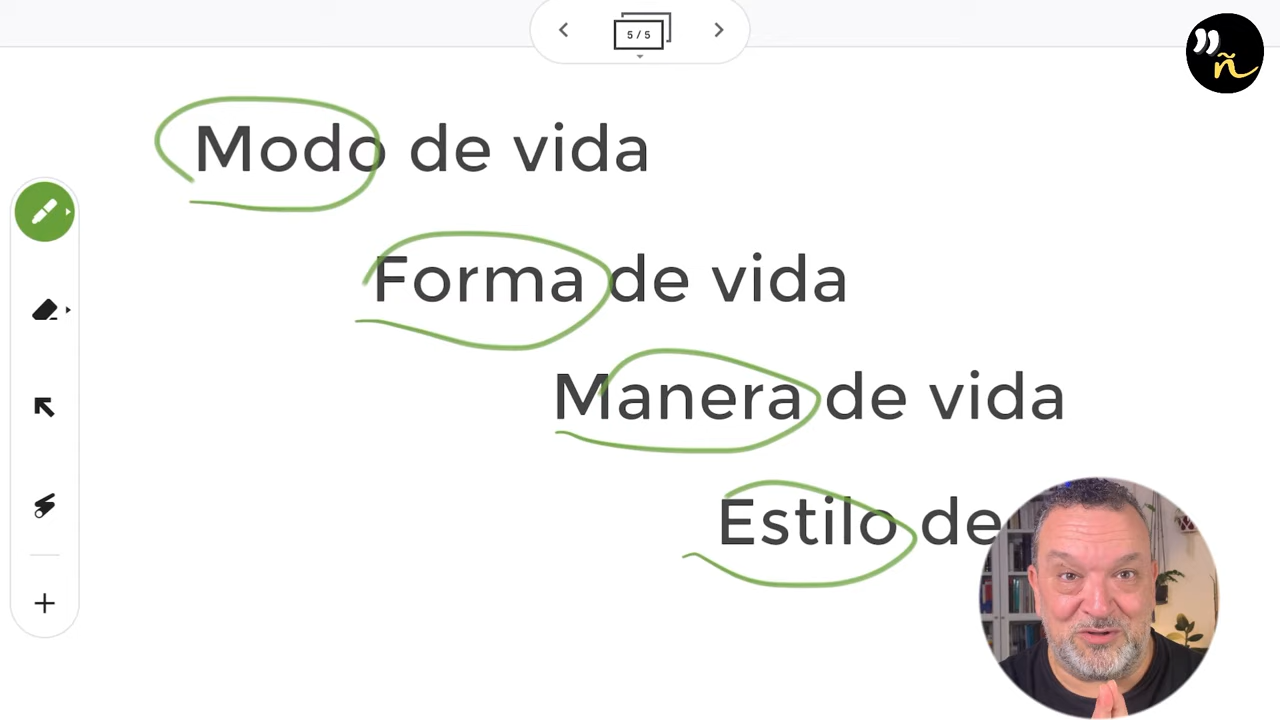 5 / 5
ñ
Modo de vida
Forma de vida
Manera de vida
Estilo de